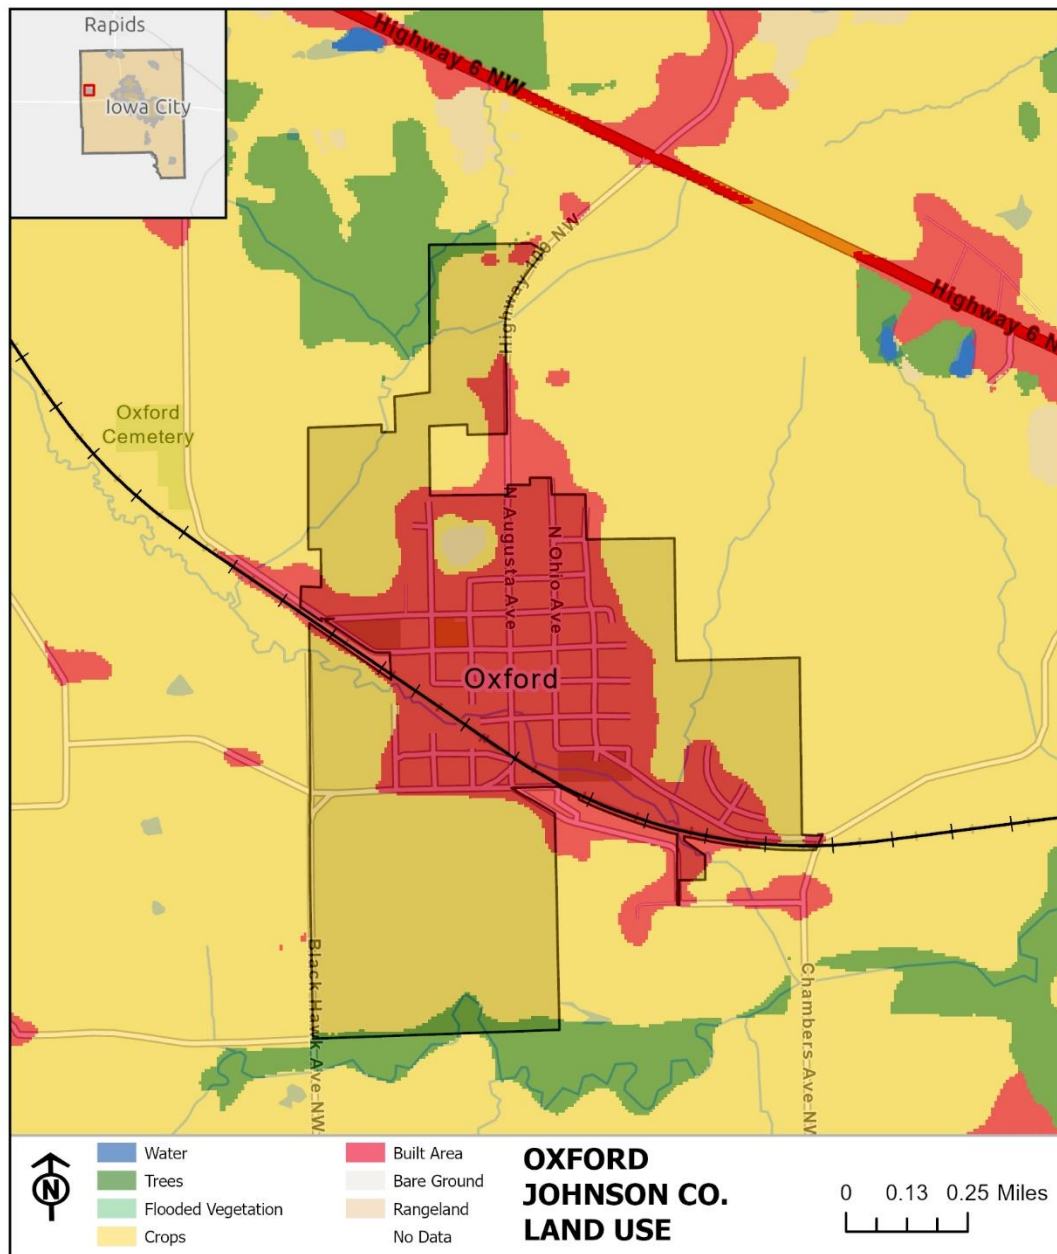 Rapids
Iowa City
Highway 6 NW
Highway 109 NW
Highway 6 N
Oxford
Cemetery
N Augusta Ave
N Ohio Ave
Oxford
Black Hawk Ave NW
Chambers Ave NW
N
Water
Trees
Flooded Vegetation
Crops
Built Area
Bare Ground
Rangeland
No Data
OXFORD
JOHNSON CO.
LAND USE
0 0.13 0.25 Miles